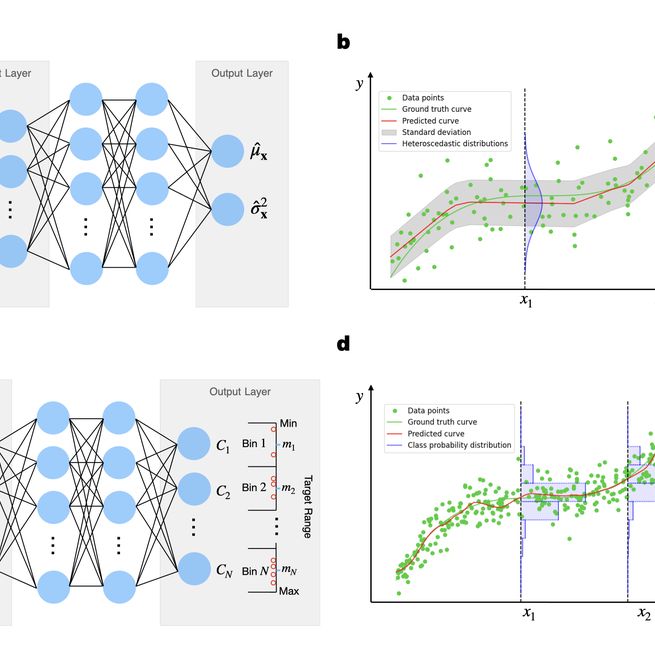 t Layer
Output Layer
μ̂x
σ̂²x
b
y
Data points
Ground truth curve
Predicted curve
Standard deviation
Heteroscedastic distributions
x1
Output Layer
C1
C2
CN
Bin 1
Bin 2
Bin N
Min
m1
m2
mN
Max
Target Range
d
y
Data points
Ground truth curve
Predicted curve
Class probability distribution
x1
x2